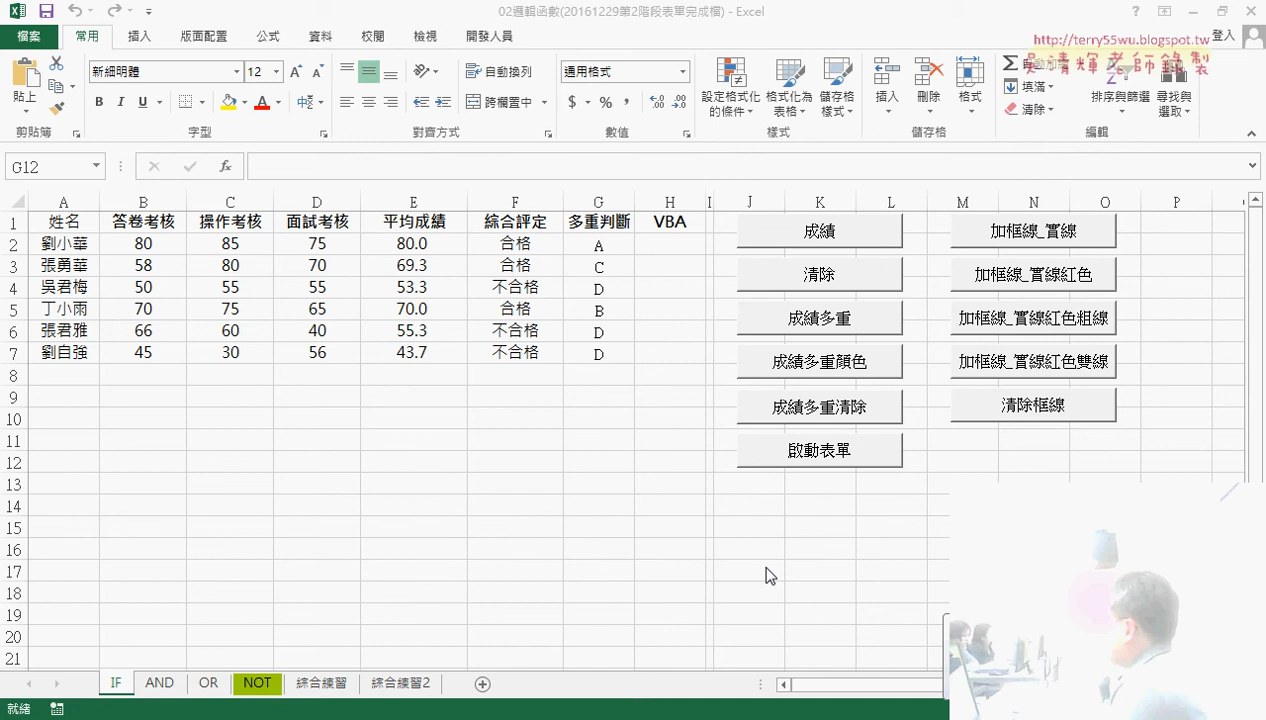 02邏輯函數(20161229第2階段表單完成檔) - Excel
http://terry55wu.blogspot.tw
吳清輝老師錄製
檔案 常用 插入 版面配置 公式 資料 校閱 檢視 開發人員 登入
貼上 新細明體 12 自動換列 通用格式 設定格式化的條件 格式化為表格 儲存格樣式 插入 刪除 格式 填滿 清除 排序與篩選 尋找與選取
B I U 跨欄置中 $ % ,
剪貼簿 字型 對齊方式 數值 樣式 儲存格 編輯
G12 fx
A B C D E F G H I J K L M N O P
1 姓名 答卷考核 操作考核 面試考核 平均成績 綜合評定 多重判斷 VBA
2 劉小華 80 85 75 80.0 合格 A
3 張勇華 58 80 70 69.3 合格 C
4 吳君梅 50 55 55 53.3 不合格 D
5 丁小雨 70 75 65 70.0 合格 B
6 張君雅 66 60 40 55.3 不合格 D
7 劉自強 45 30 56 43.7 不合格 D
8
9
10
11
12
13
14
15
16
17
18
19
20
21
成績
清除
成績多重
成績多重顏色
成績多重清除
啟動表單
加框線_實線
加框線_實線紅色
加框線_實線紅色粗線
加框線_實線紅色雙線
清除框線
IF AND OR NOT 綜合練習 綜合練習2
就緒